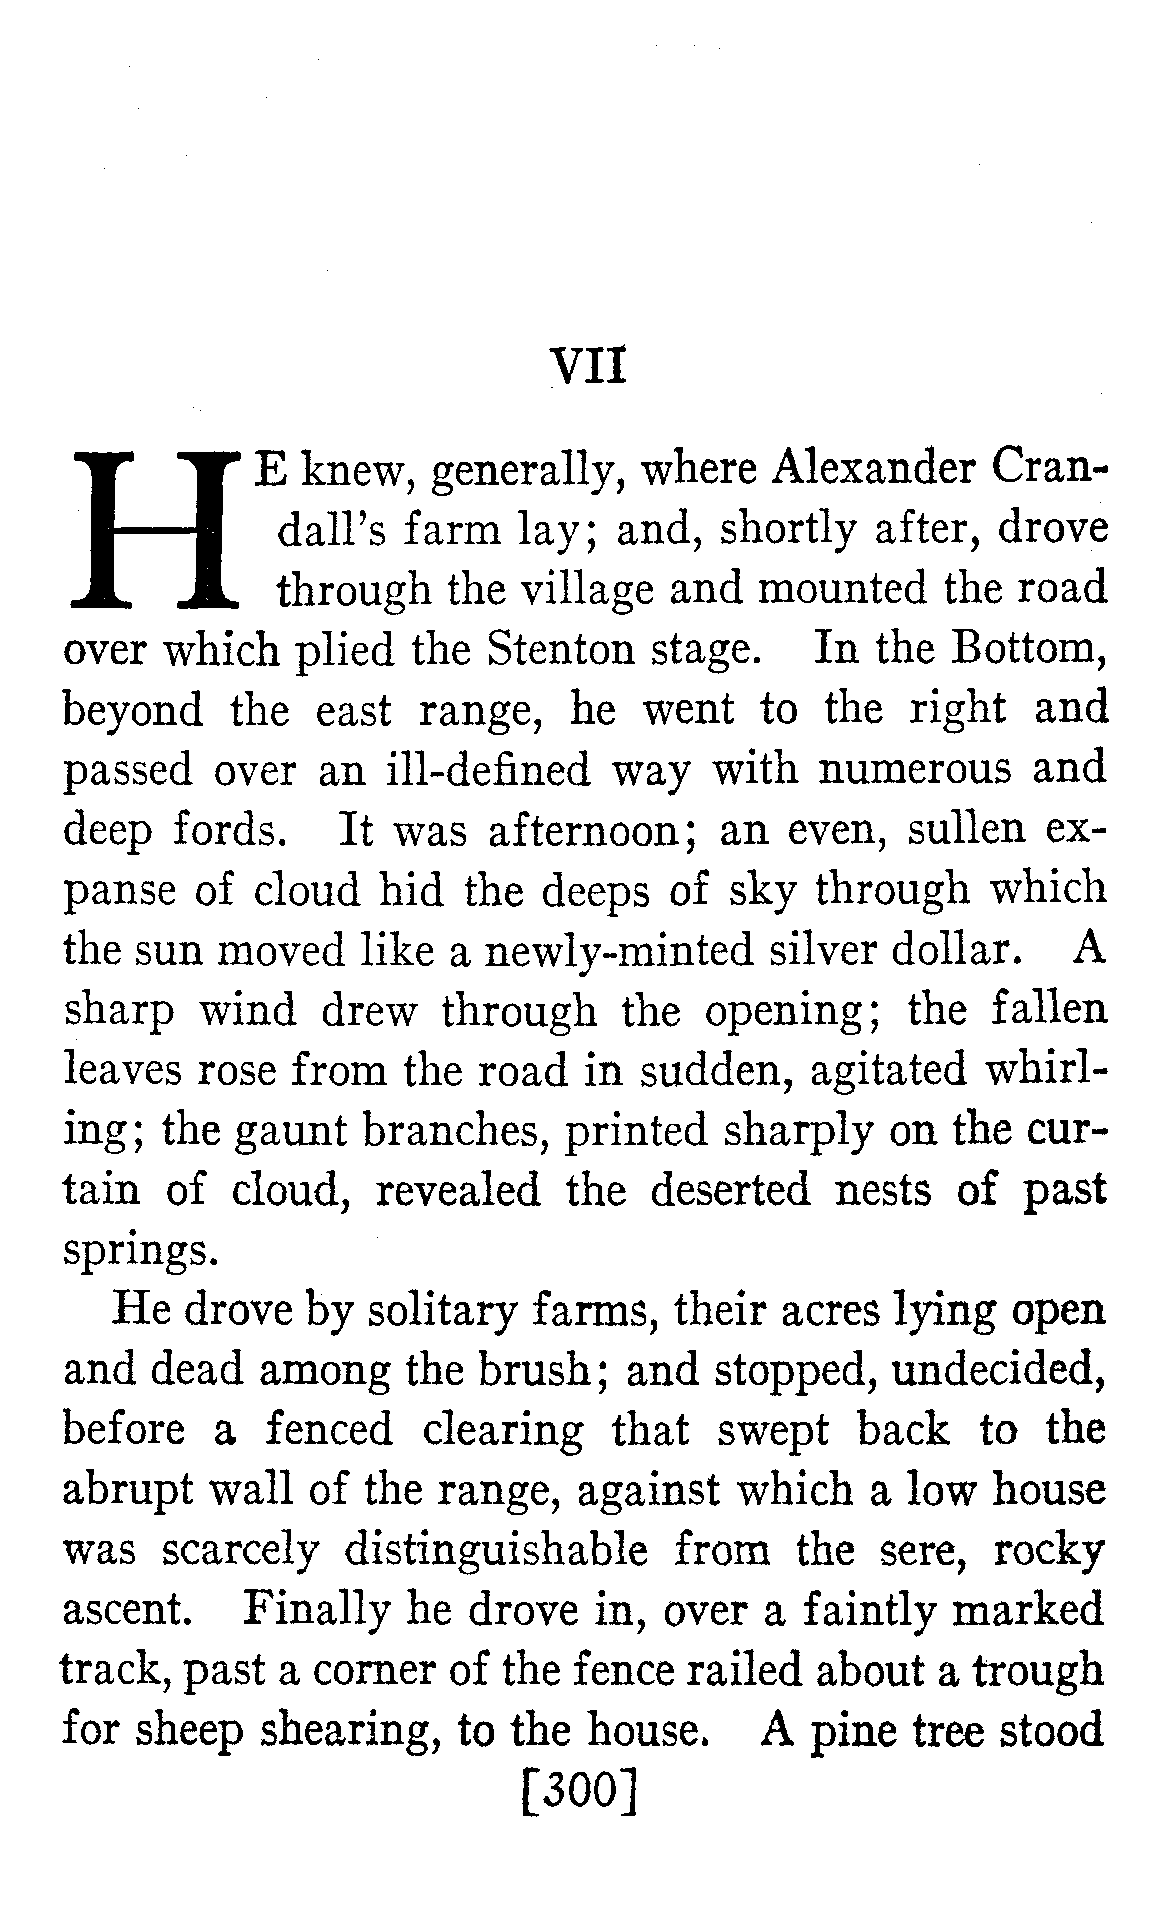 VII
HE knew, generally, where Alexander Cran-
dall's farm lay; and, shortly after, drove
through the village and mounted the road
over which plied the Stenton stage. In the Bottom,
beyond the east range, he went to the right and
passed over an ill-defined way with numerous and
deep fords. It was afternoon; an even, sullen ex-
panse of cloud hid the deeps of sky through which
the sun moved like a newly-minted silver dollar. A
sharp wind drew through the opening; the fallen
leaves rose from the road in sudden, agitated whirl-
ing; the gaunt branches, printed sharply on the cur-
tain of cloud, revealed the deserted nests of past
springs.
He drove by solitary farms, their acres lying open
and dead among the brush; and stopped, undecided,
before a fenced clearing that swept back to the
abrupt wall of the range, against which a low house
was scarcely distinguishable from the sere, rocky
ascent. Finally he drove in, over a faintly marked
track, past a corner of the fence railed about a trough
for sheep shearing, to the house. A pine tree stood
[300]